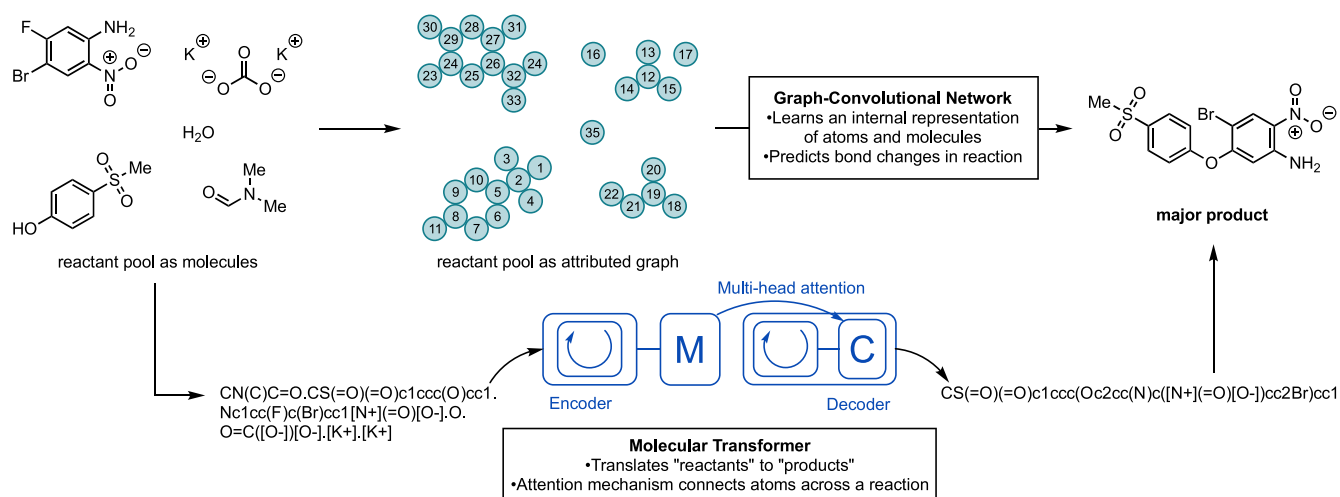 F
NH₂
Br
N
⊕
O
⊖
O
K
⊕
O
K
⊕
⊖
O
O
⊖
H₂O
O
Me
S
O
HO
Me
O
N
Me
reactant pool as molecules
30
28
31
29
27
23
24
26
24
25
32
33
16
13
17
12
14
15
35
3
1
10
2
9
5
4
8
6
11
7
20
22
19
21
18
reactant pool as attributed graph
Graph-Convolutional Network
•Learns an internal representation
of atoms and molecules
•Predicts bond changes in reaction
O
Me
S
O
Br
O
N
⊕
O
⊖
O
NH₂
major product
Multi-head attention
M
C
Encoder
Decoder
CN(C)C=O.CS(=O)(=O)c1ccc(O)cc1.
Nc1cc(F)c(Br)cc1[N+](=O)[O-].O.
O=C([O-])[O-].[K+].[K+]
CS(=O)(=O)c1ccc(Oc2cc(N)c([N+](=O)[O-])cc2Br)cc1
Molecular Transformer
•Translates "reactants" to "products"
•Attention mechanism connects atoms across a reaction